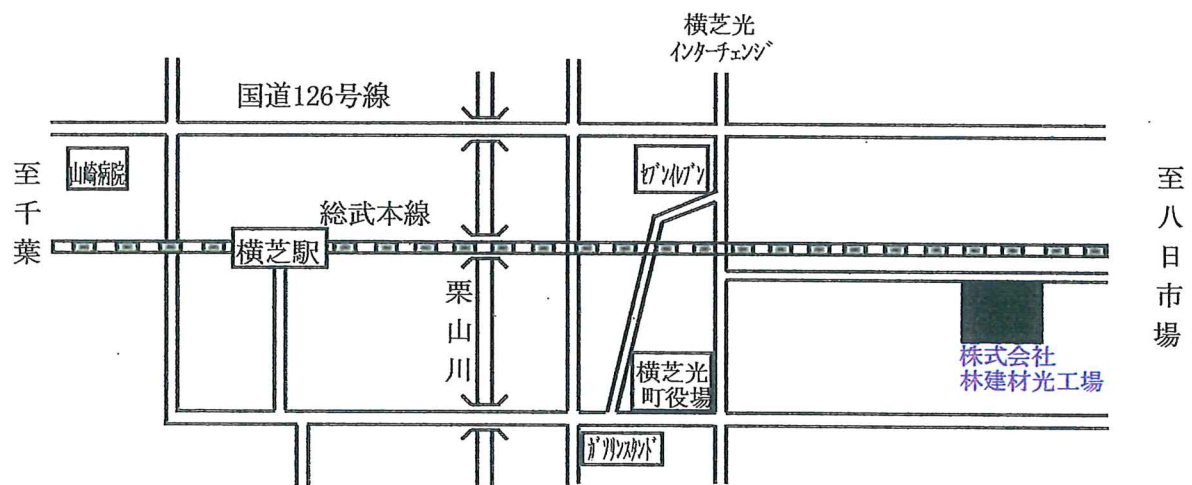 横芝光
ｲﾝﾀｰﾁｪﾝｼﾞ
国道126号線
至千葉
山崎病院
ｾﾌﾞﾝｲﾚﾌﾞﾝ
至八日市場
総武本線
横芝駅
栗山川
横芝光
町役場
株式会社
林建材光工場
ｶﾞｿﾘﾝｽﾀﾝﾄﾞ